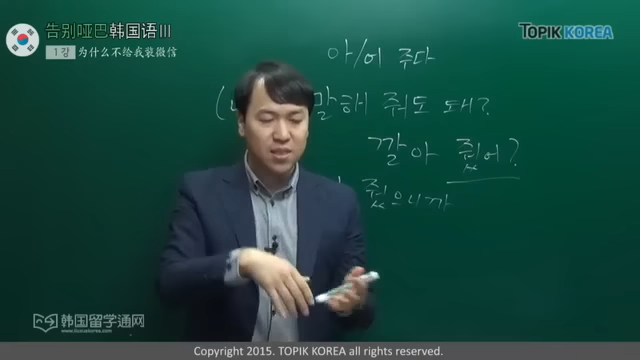 告别哑巴韩国语Ⅲ
1강 为什么不给我装微信
TOPIK KOREA
아/어 주다
말해 줘도 돼?
깔아 줬어?
줬으니까
韩国留学通网
Copyright 2015. TOPIK KOREA all rights reserved.